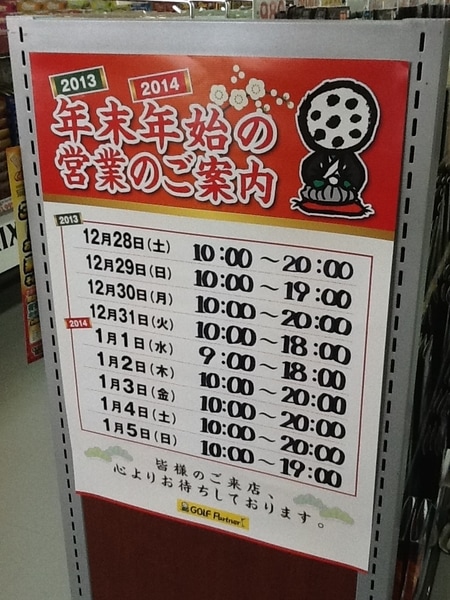 2013 2014
年末年始の
営業のご案内
2013
12月28日(土) 10:00～20:00
12月29日(日) 10:00～19:00
12月30日(月) 10:00～20:00
12月31日(火) 10:00～18:00
2014
1月1日(水) 9:00～18:00
1月2日(木) 10:00～20:00
1月3日(金) 10:00～20:00
1月4日(土) 10:00～20:00
1月5日(日) 10:00～19:00
皆様のご来店、
心よりお待ちしております。
GOLF Partner